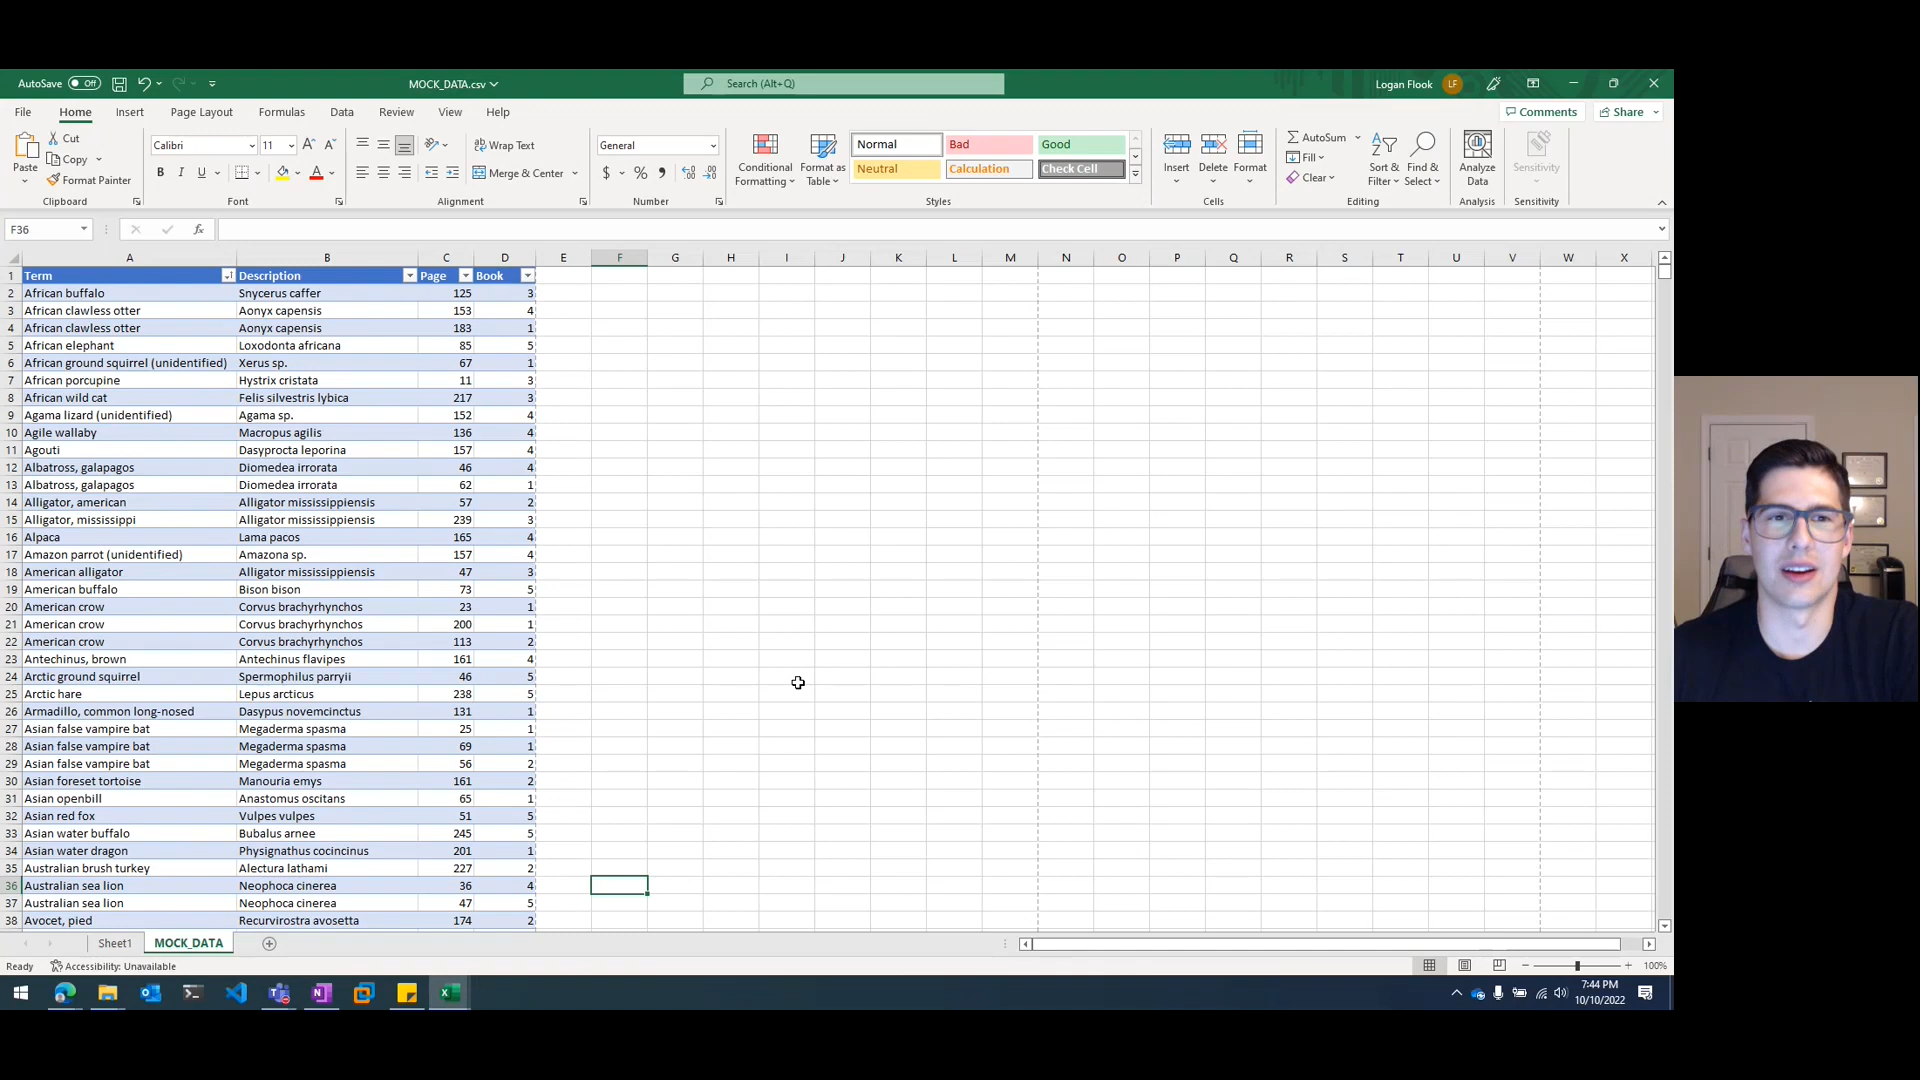 AutoSave Off MOCK_DATA.csv Search (Alt+Q) Logan Flook LF
File Home Insert Page Layout Formulas Data Review View Help Comments Share
Paste Cut Copy Format Painter
Calibri 11
B I U A A A
Wrap Text
Merge & Center
General
$ % ,
Conditional Formatting Format as Table
Normal Bad Good
Neutral Calculation Check Cell
Insert Delete Format
AutoSum Fill Clear
Sort & Filter Find & Select
Analyze Data
Sensitivity
Clipboard Font Alignment Number Styles Cells Editing Analysis Sensitivity
F36 fx
A B C D E F G H I J K L M N O P Q R S T U V W X
1 Term Description Page Book
2 African buffalo Snycerus caffer 125 3
3 African clawless otter Aonyx capensis 153 4
4 African clawless otter Aonyx capensis 183 1
5 African elephant Loxodonta africana 85 5
6 African ground squirrel (unidentified) Xerus sp. 67 1
7 African porcupine Hystrix cristata 11 3
8 African wild cat Felis silvestris lybica 217 3
9 Agama lizard (unidentified) Agama sp. 152 4
10 Agile wallaby Macropus agilis 136 4
11 Agouti Dasyprocta leporina 157 4
12 Albatross, galapagos Diomedea irrorata 46 4
13 Albatross, galapagos Diomedea irrorata 62 1
14 Alligator, american Alligator mississippiensis 57 2
15 Alligator, mississippi Alligator mississippiensis 239 3
16 Alpaca Lama pacos 165 4
17 Amazon parrot (unidentified) Amazona sp. 157 4
18 American alligator Alligator mississippiensis 47 3
19 American buffalo Bison bison 73 5
20 American crow Corvus brachyrhynchos 23 1
21 American crow Corvus brachyrhynchos 200 1
22 American crow Corvus brachyrhynchos 113 2
23 Antechinus, brown Antechinus flavipes 161 4
24 Arctic ground squirrel Spermophilus parryii 46 5
25 Arctic hare Lepus arcticus 238 5
26 Armadillo, common long-nosed Dasypus novemcinctus 131 1
27 Asian false vampire bat Megaderma spasma 25 1
28 Asian false vampire bat Megaderma spasma 69 1
29 Asian false vampire bat Megaderma spasma 56 2
30 Asian foreset tortoise Manouria emys 161 2
31 Asian openbill Anastomus oscitans 65 1
32 Asian red fox Vulpes vulpes 51 5
33 Asian water buffalo Bubalus arnee 245 5
34 Asian water dragon Physignathus cocincinus 201 1
35 Australian brush turkey Alectura lathami 227 2
36 Australian sea lion Neophoca cinerea 36 4
37 Australian sea lion Neophoca cinerea 47 5
38 Avocet, pied Recurvirostra avosetta 174 2
Sheet1 MOCK_DATA
Ready Accessibility: Unavailable 100%
7:44 PM
10/10/2022